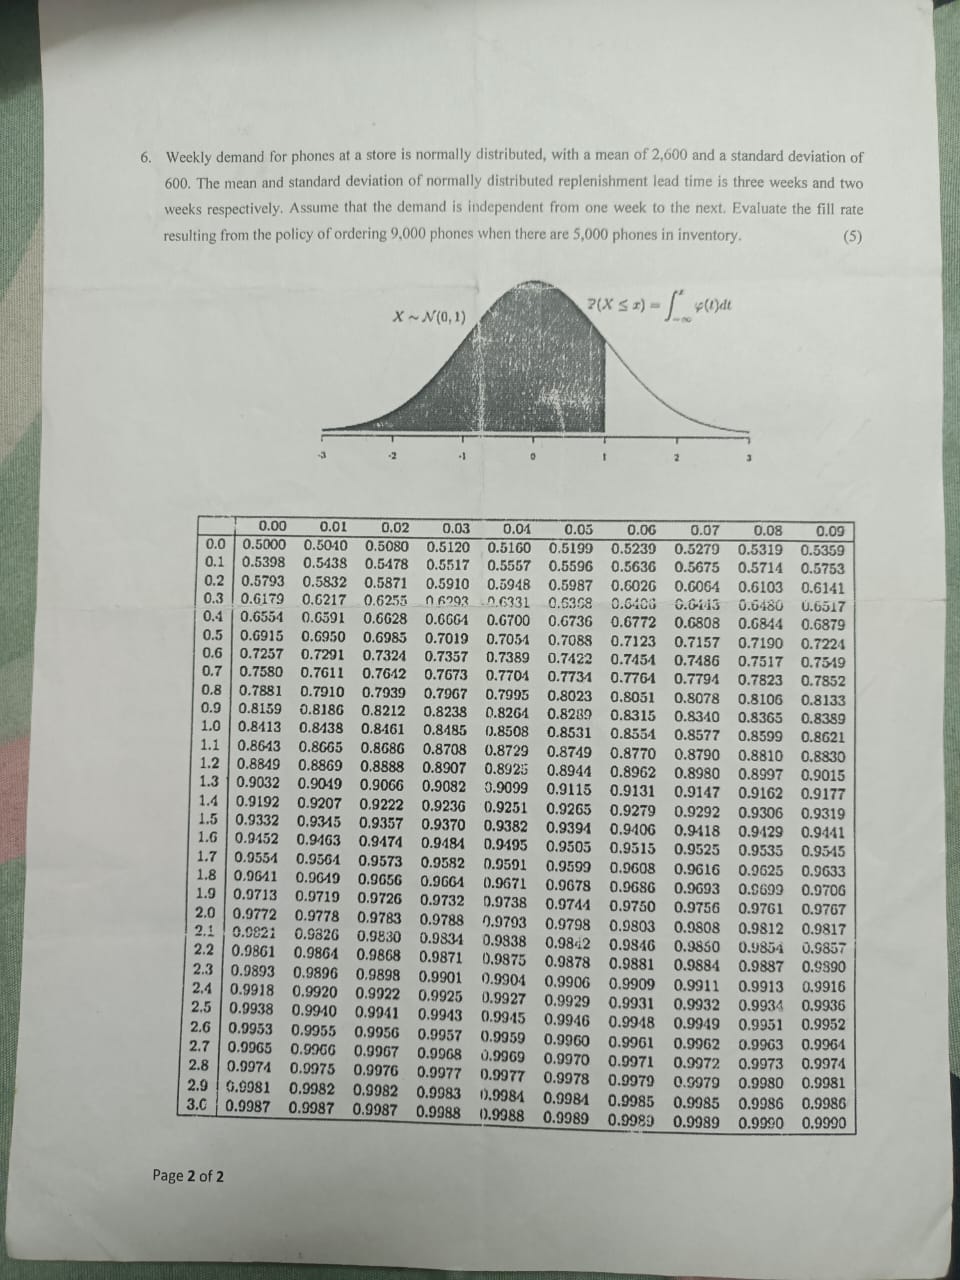 6. Weekly demand for phones at a store is normally distributed, with a mean of 2,600 and a standard deviation of
600. The mean and standard deviation of normally distributed replenishment lead time is three weeks and two
weeks respectively. Assume that the demand is independent from one week to the next. Evaluate the fill rate
resulting from the policy of ordering 9,000 phones when there are 5,000 phones in inventory. (5)
X ~ N(0,1)
P(X ≤ x) = ∫_{-∞}^{x} φ(t)dt
-3 -2 -1 0 1 2 3
0.00 0.01 0.02 0.03 0.04 0.05 0.06 0.07 0.08 0.09
0.0 0.5000 0.5040 0.5080 0.5120 0.5160 0.5199 0.5239 0.5279 0.5319 0.5359
0.1 0.5398 0.5438 0.5478 0.5517 0.5557 0.5596 0.5636 0.5675 0.5714 0.5753
0.2 0.5793 0.5832 0.5871 0.5910 0.5948 0.5987 0.6026 0.6064 0.6103 0.6141
0.3 0.6179 0.6217 0.6255 0.6293 0.6331 0.6368 0.6406 0.6443 0.6480 0.6517
0.4 0.6554 0.6591 0.6628 0.6664 0.6700 0.6736 0.6772 0.6808 0.6844 0.6879
0.5 0.6915 0.6950 0.6985 0.7019 0.7054 0.7088 0.7123 0.7157 0.7190 0.7224
0.6 0.7257 0.7291 0.7324 0.7357 0.7389 0.7422 0.7454 0.7486 0.7517 0.7549
0.7 0.7580 0.7611 0.7642 0.7673 0.7704 0.7734 0.7764 0.7794 0.7823 0.7852
0.8 0.7881 0.7910 0.7939 0.7967 0.7995 0.8023 0.8051 0.8078 0.8106 0.8133
0.9 0.8159 0.8186 0.8212 0.8238 0.8264 0.8289 0.8315 0.8340 0.8365 0.8389
1.0 0.8413 0.8438 0.8461 0.8485 0.8508 0.8531 0.8554 0.8577 0.8599 0.8621
1.1 0.8643 0.8665 0.8686 0.8708 0.8729 0.8749 0.8770 0.8790 0.8810 0.8830
1.2 0.8849 0.8869 0.8888 0.8907 0.8925 0.8944 0.8962 0.8980 0.8997 0.9015
1.3 0.9032 0.9049 0.9066 0.9082 0.9099 0.9115 0.9131 0.9147 0.9162 0.9177
1.4 0.9192 0.9207 0.9222 0.9236 0.9251 0.9265 0.9279 0.9292 0.9306 0.9319
1.5 0.9332 0.9345 0.9357 0.9370 0.9382 0.9394 0.9406 0.9418 0.9429 0.9441
1.6 0.9452 0.9463 0.9474 0.9484 0.9495 0.9505 0.9515 0.9525 0.9535 0.9545
1.7 0.9554 0.9564 0.9573 0.9582 0.9591 0.9599 0.9608 0.9616 0.9625 0.9633
1.8 0.9641 0.9649 0.9656 0.9664 0.9671 0.9678 0.9686 0.9693 0.9699 0.9706
1.9 0.9713 0.9719 0.9726 0.9732 0.9738 0.9744 0.9750 0.9756 0.9761 0.9767
2.0 0.9772 0.9778 0.9783 0.9788 0.9793 0.9798 0.9803 0.9808 0.9812 0.9817
2.1 0.9821 0.9826 0.9830 0.9834 0.9838 0.9842 0.9846 0.9850 0.9854 0.9857
2.2 0.9861 0.9864 0.9868 0.9871 0.9875 0.9878 0.9881 0.9884 0.9887 0.9890
2.3 0.9893 0.9896 0.9898 0.9901 0.9904 0.9906 0.9909 0.9911 0.9913 0.9916
2.4 0.9918 0.9920 0.9922 0.9925 0.9927 0.9929 0.9931 0.9932 0.9934 0.9936
2.5 0.9938 0.9940 0.9941 0.9943 0.9945 0.9946 0.9948 0.9949 0.9951 0.9952
2.6 0.9953 0.9955 0.9956 0.9957 0.9959 0.9960 0.9961 0.9962 0.9963 0.9964
2.7 0.9965 0.9966 0.9967 0.9968 0.9969 0.9970 0.9971 0.9972 0.9973 0.9974
2.8 0.9974 0.9975 0.9976 0.9977 0.9977 0.9978 0.9979 0.9979 0.9980 0.9981
2.9 0.9981 0.9982 0.9982 0.9983 0.9984 0.9984 0.9985 0.9985 0.9986 0.9986
3.0 0.9987 0.9987 0.9987 0.9988 0.9988 0.9989 0.9989 0.9989 0.9990 0.9990
Page 2 of 2